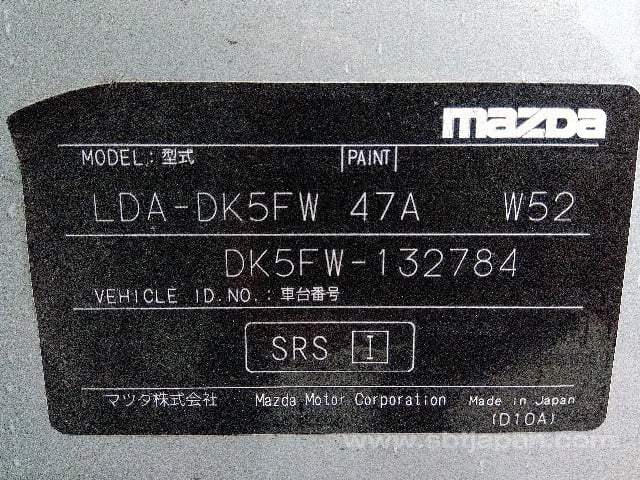 mazda
MODEL: 型式 PAINT
LDA-DK5FW 47A W52
DK5FW-132784
VEHICLE ID.NO.: 車台番号
SRS I
マツダ株式会社 Mazda Motor Corporation Made in Japan
(D10A)
www.sbtjapan.com